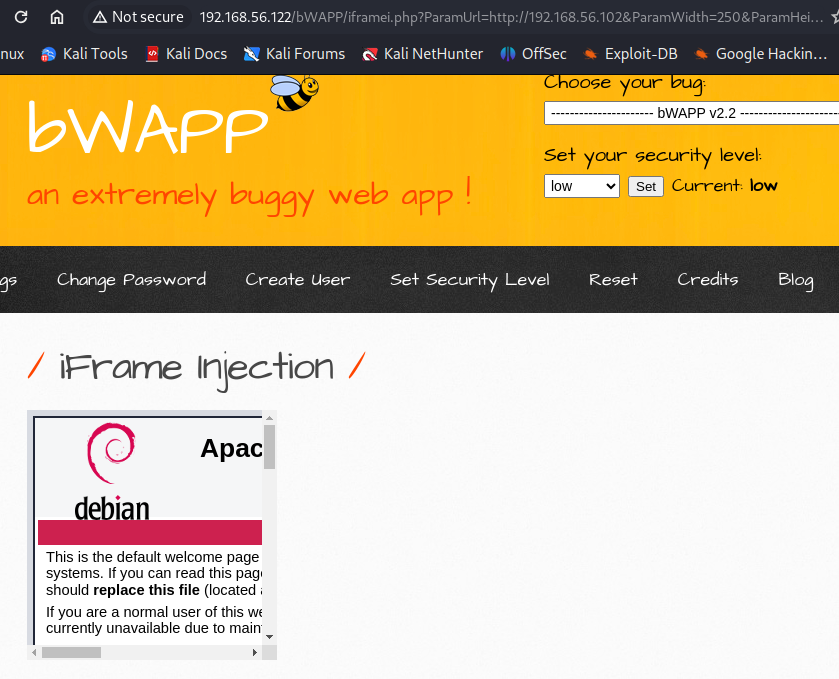 Not secure 192.168.56.122/bWAPP/iframei.php?ParamUrl=http://192.168.56.102&ParamWidth=250&ParamHei…
nux Kali Tools Kali Docs Kali Forums Kali NetHunter OffSec Exploit-DB Google Hackin…
Choose your bug:
bWAPP
---------------------- bWAPP v2.2 ----------------------
Set your security level:
an extremely buggy web app !
low Set Current: low
gs Change Password Create User Set Security Level Reset Credits Blog
/ iFrame Injection /
Apac
debian
This is the default welcome page
systems. If you can read this page
should replace this file (located a
If you are a normal user of this we
currently unavailable due to main